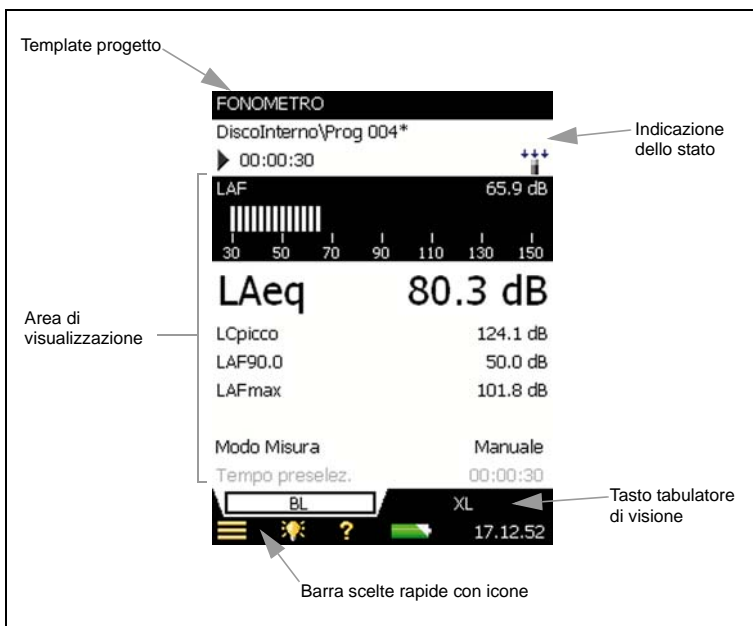 Template progetto
FONOMETRO
DiscoInterno\Prog 004*
Indicazione
dello stato
00:00:30
LAF 65.9 dB
30 50 70 90 110 130 150
LAeq 80.3 dB
Area di
visualizzazione
LCpicco 124.1 dB
LAF90.0 50.0 dB
LAFmax 101.8 dB
Modo Misura Manuale
Tempo preselez. 00:00:30
BL XL
Tasto tabulatore
di visione
? 17.12.52
Barra scelte rapide con icone